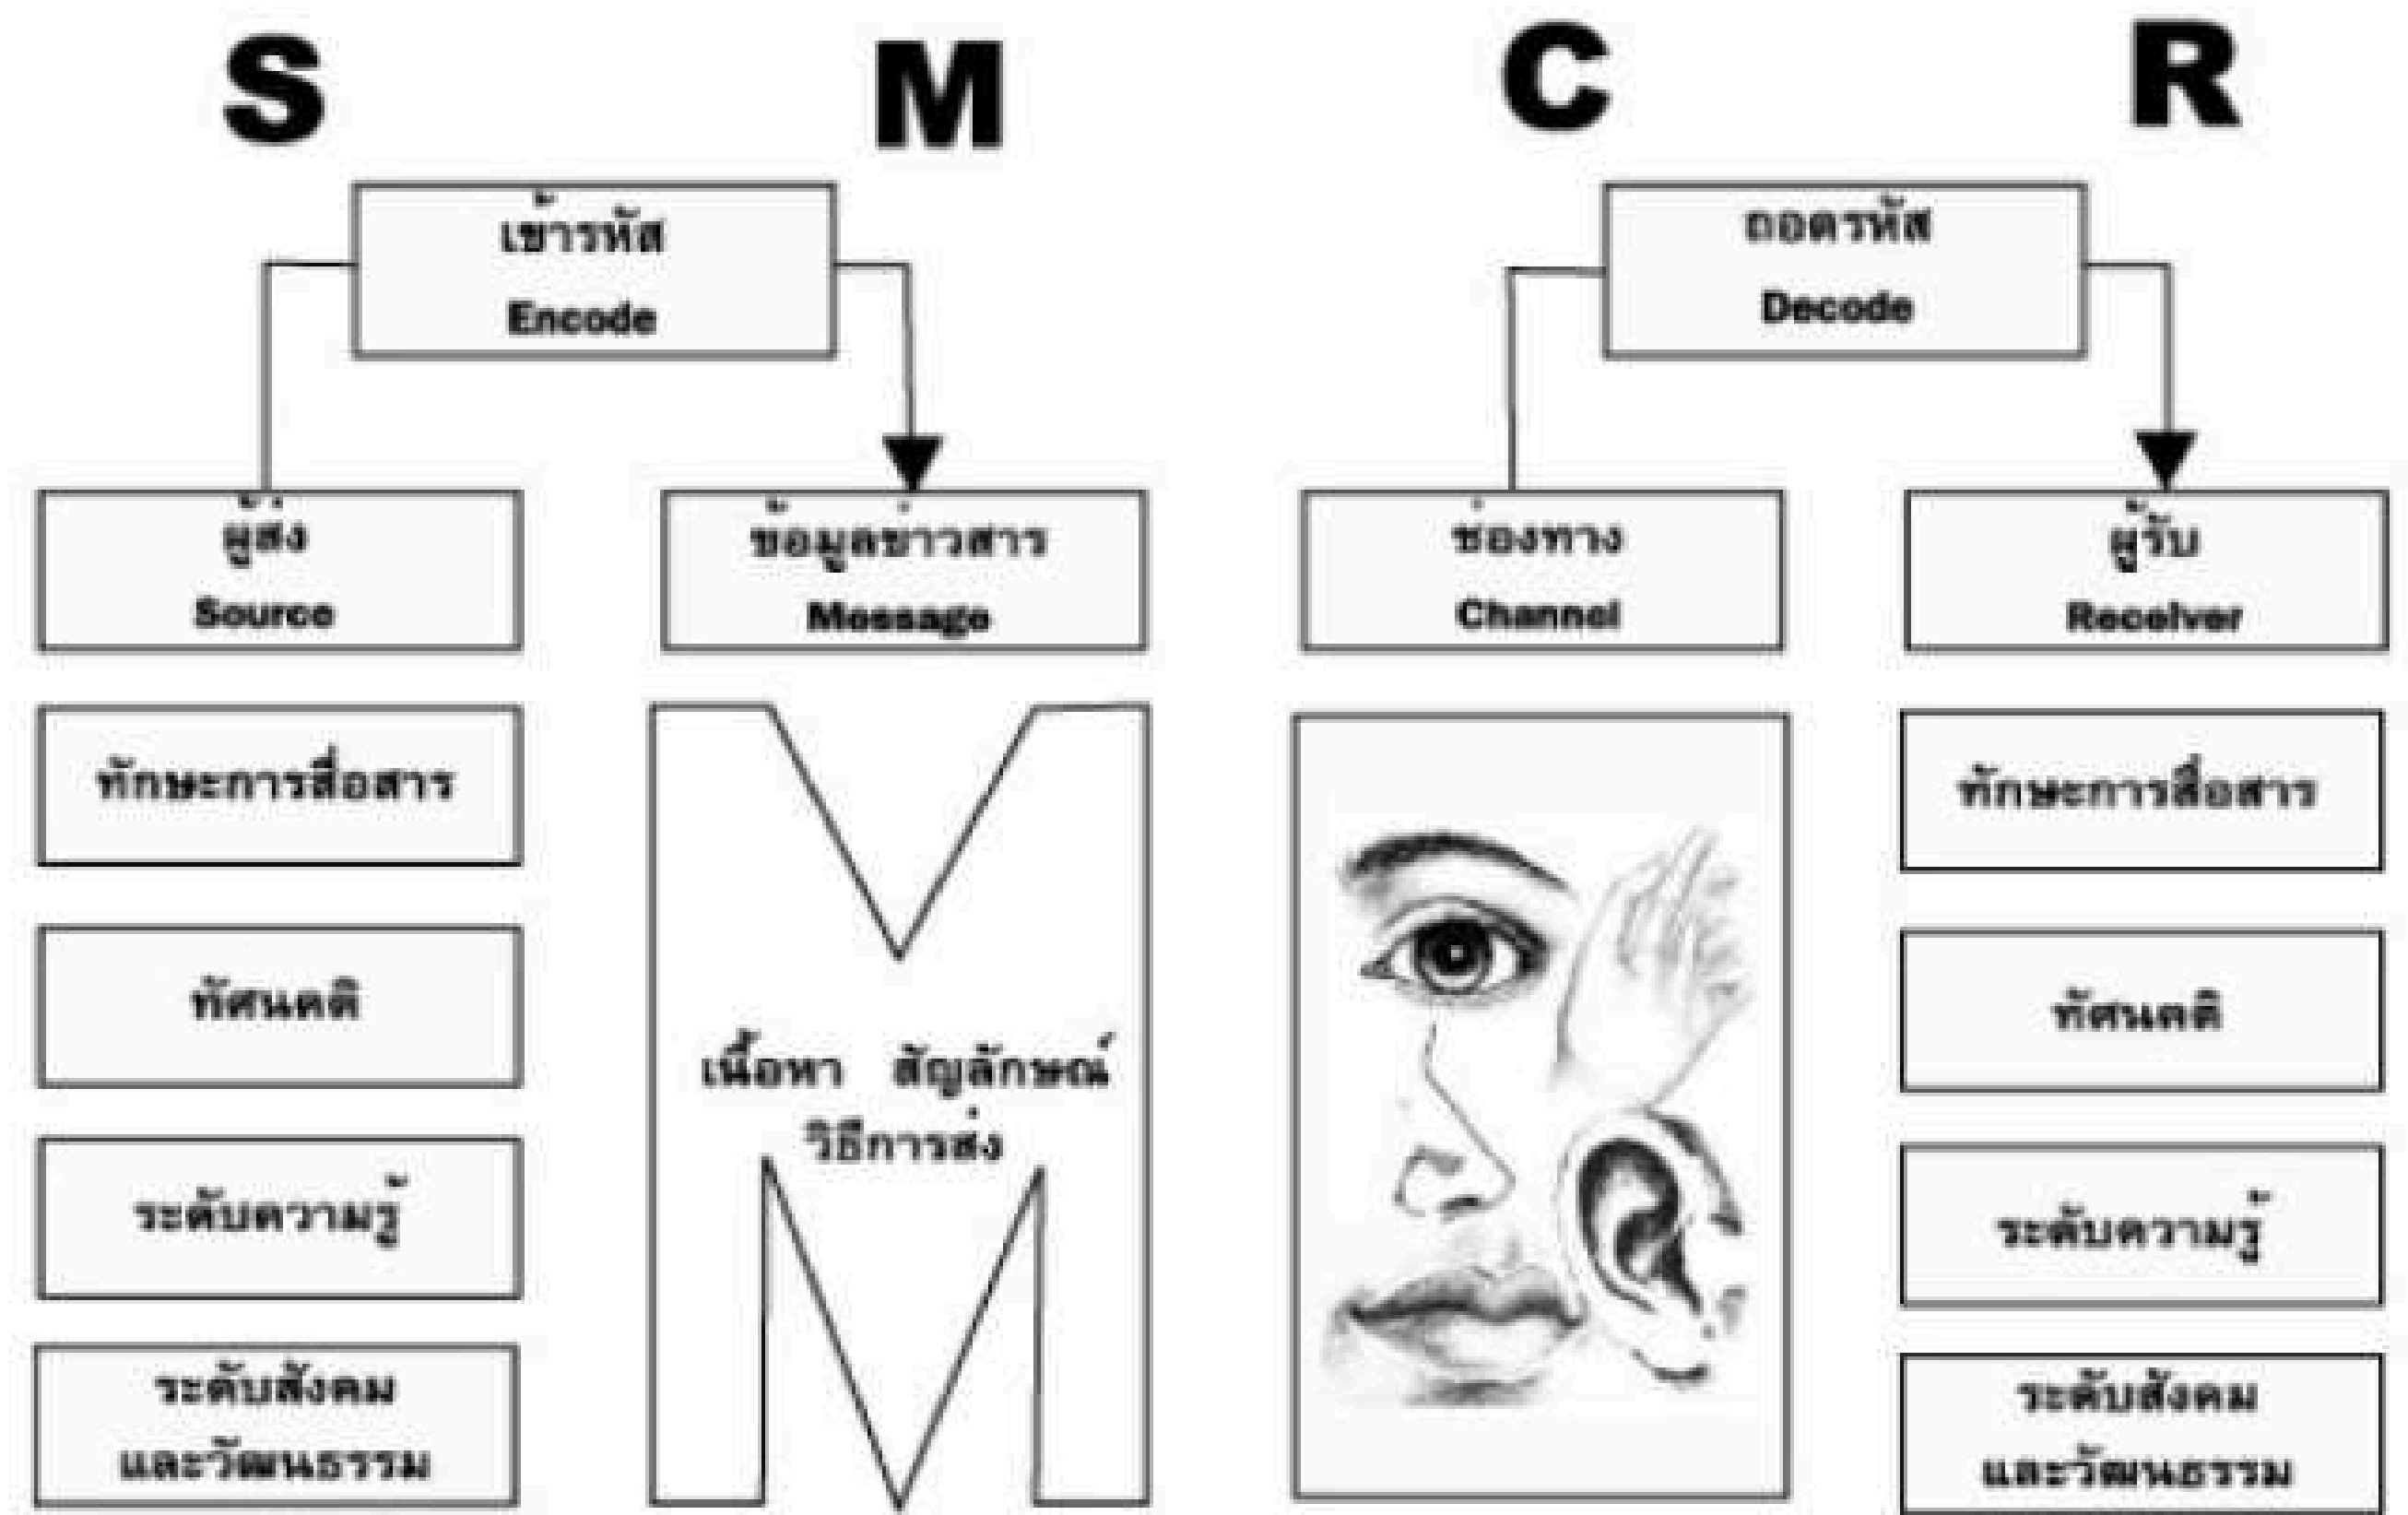 S
M
C
R
เข้ารหัส
Encode
ถอดรหัส
Decode
ผู้ส่ง
Source
ข้อมูลข่าวสาร
Message
ช่องทาง
Channel
ผู้รับ
Receiver
ทักษะการสื่อสาร
ทัศนคติ
ระดับความรู้
ระดับสังคม
และวัฒนธรรม
เนื้อหา สัญลักษณ์
วิธีการส่ง
ทักษะการสื่อสาร
ทัศนคติ
ระดับความรู้
ระดับสังคม
และวัฒนธรรม